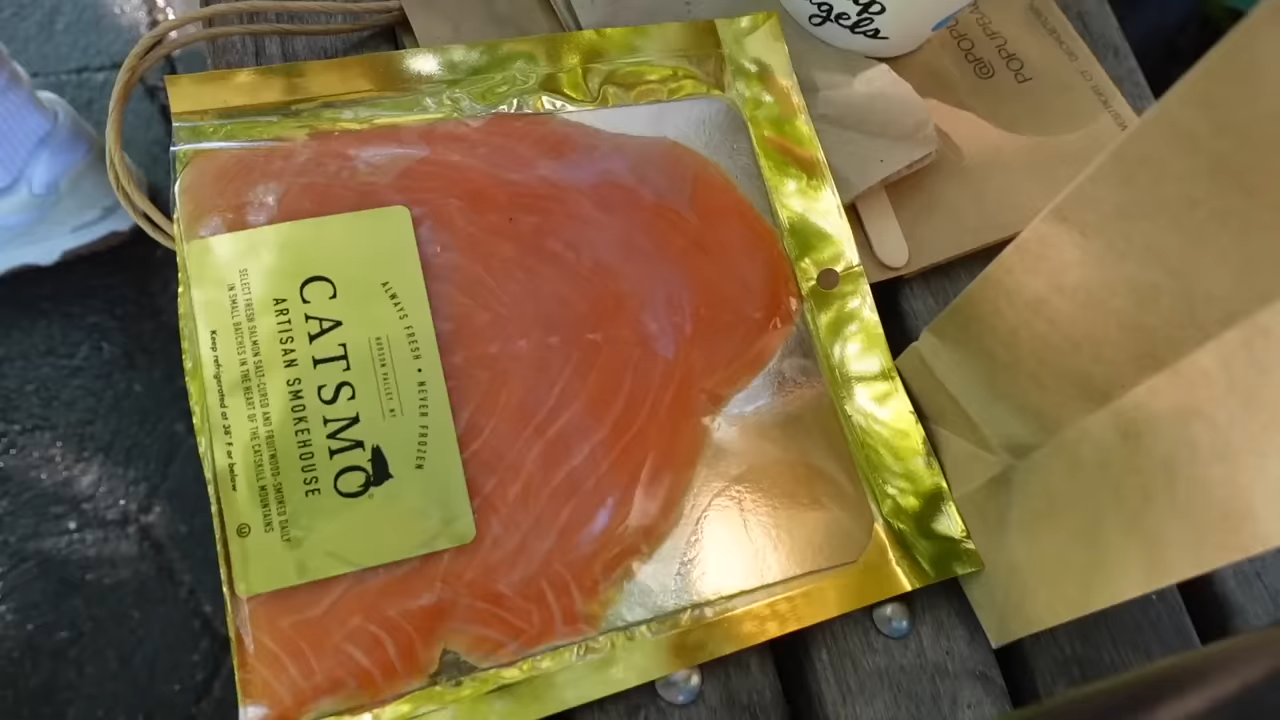 ALWAYS FRESH • NEVER FROZEN
HUDSON VALLEY, NY
CATSMO®
ARTISAN SMOKEHOUSE
SELECT FRESH SALMON SALT-CURED AND FRUITWOOD-SMOKED DAILY
IN SMALL BATCHES IN THE HEART OF THE CATSKILL MOUNTAINS
Keep refrigerated at 38° F or below
gels